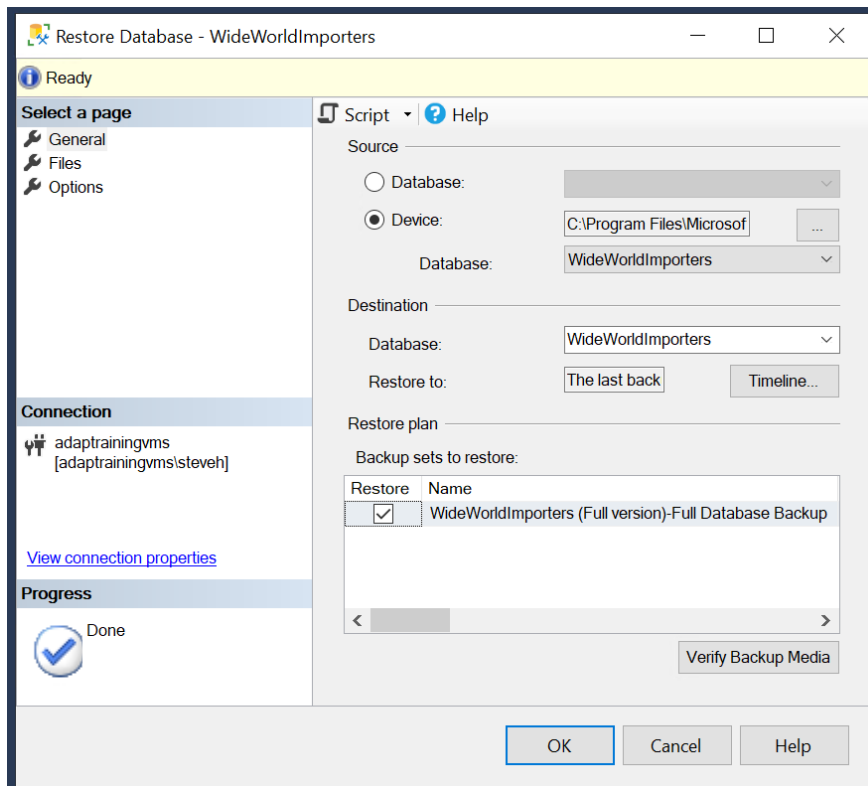 Restore Database - WideWorldImporters
Ready
Select a page
General
Files
Options
Connection
adaptrainingvms
[adaptrainingvms\steveh]
View connection properties
Progress
Done
Script
Help
Source
Database:
Device:
C:\Program Files\Microsof
...
Database:
WideWorldImporters
Destination
Database:
WideWorldImporters
Restore to:
The last back
Timeline...
Restore plan
Backup sets to restore:
Restore Name
WideWorldImporters (Full version)-Full Database Backup
Verify Backup Media
OK
Cancel
Help